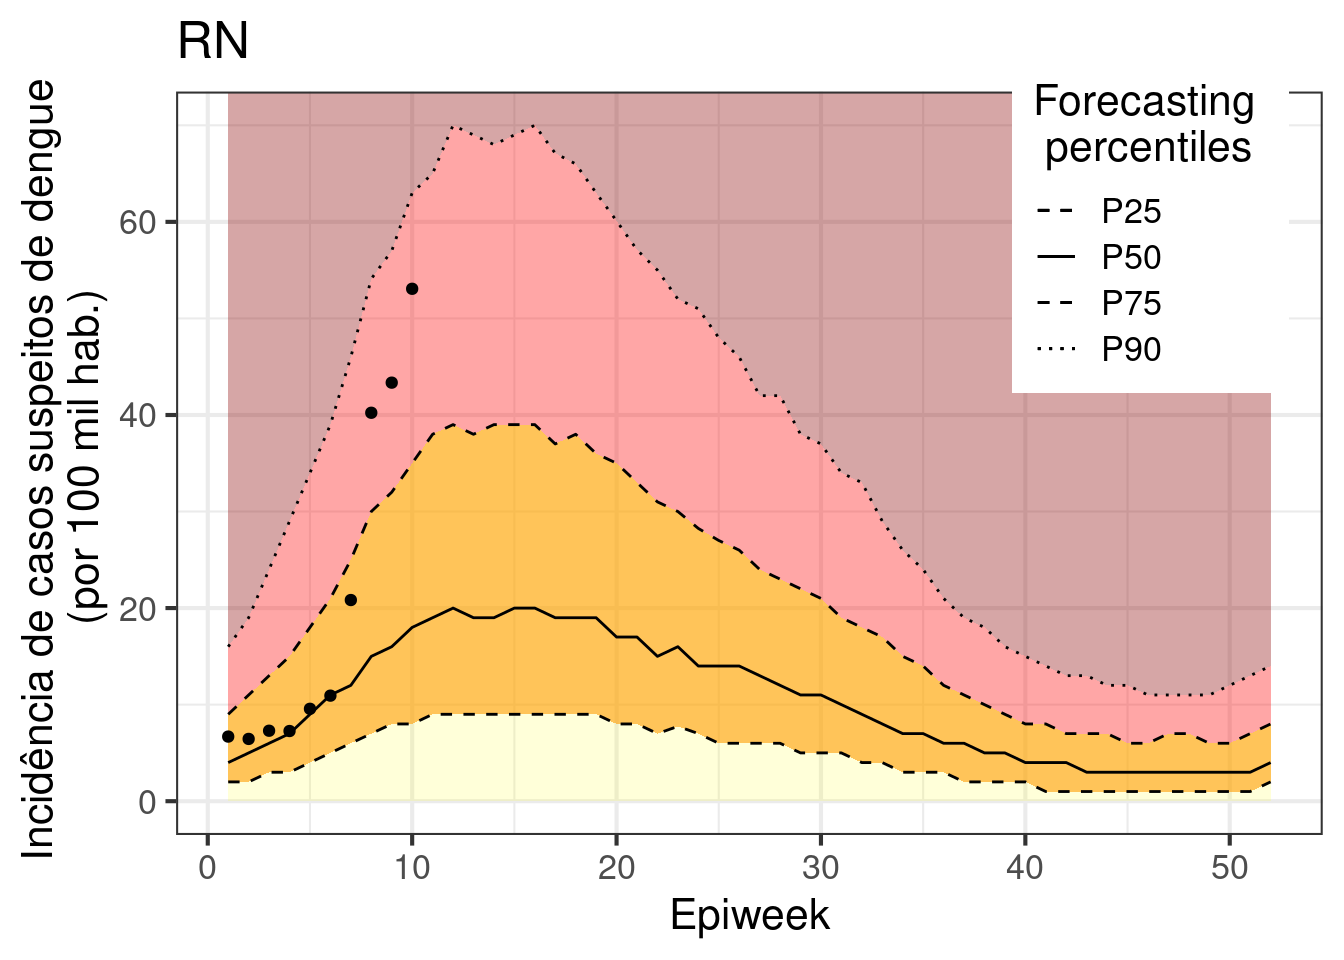 RN
Incidência de casos suspeitos de dengue
(por 100 mil hab.)
60
40
20
0
0 10 20 30 40 50
Epiweek
Forecasting
percentiles
P25
P50
P75
P90